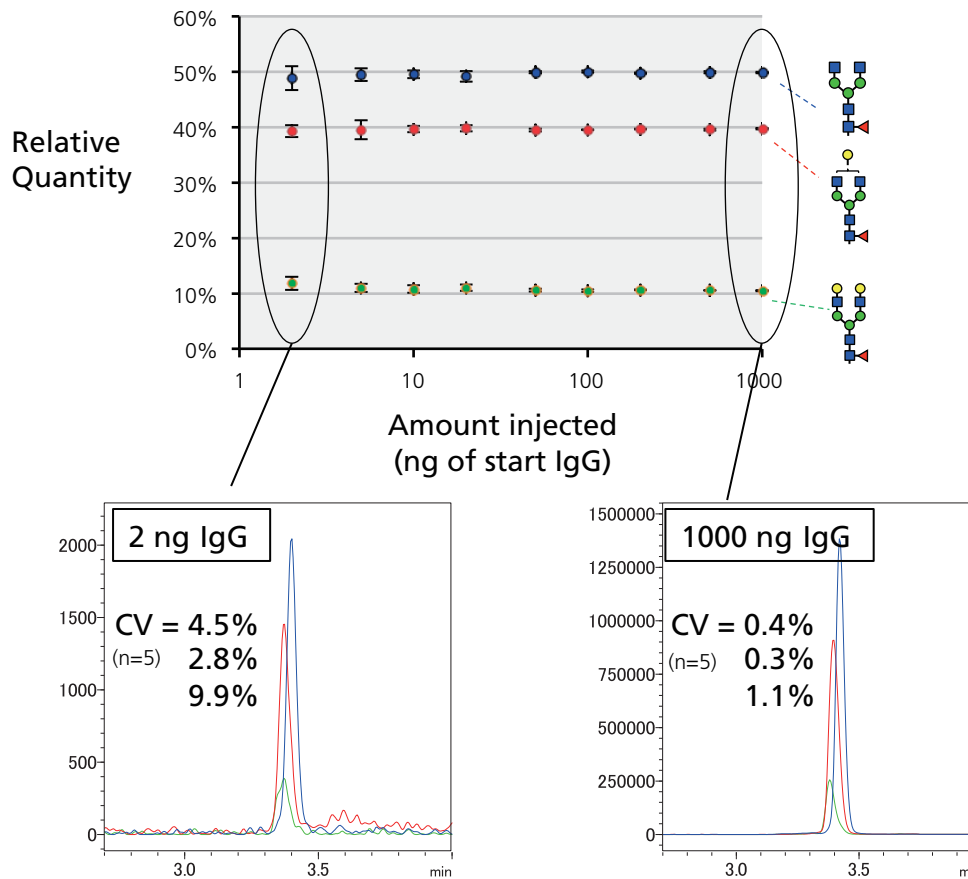 60%
50%
40%
30%
20%
10%
0%
Relative
Quantity
1 10 100 1000
Amount injected
(ng of start IgG)
2 ng IgG
CV = 4.5%
(n=5) 2.8%
9.9%
2000
1500
1000
500
0
3.0 3.5 min
1000 ng IgG
CV = 0.4%
(n=5) 0.3%
1.1%
1500000
1250000
1000000
750000
500000
250000
0
3.0 3.5